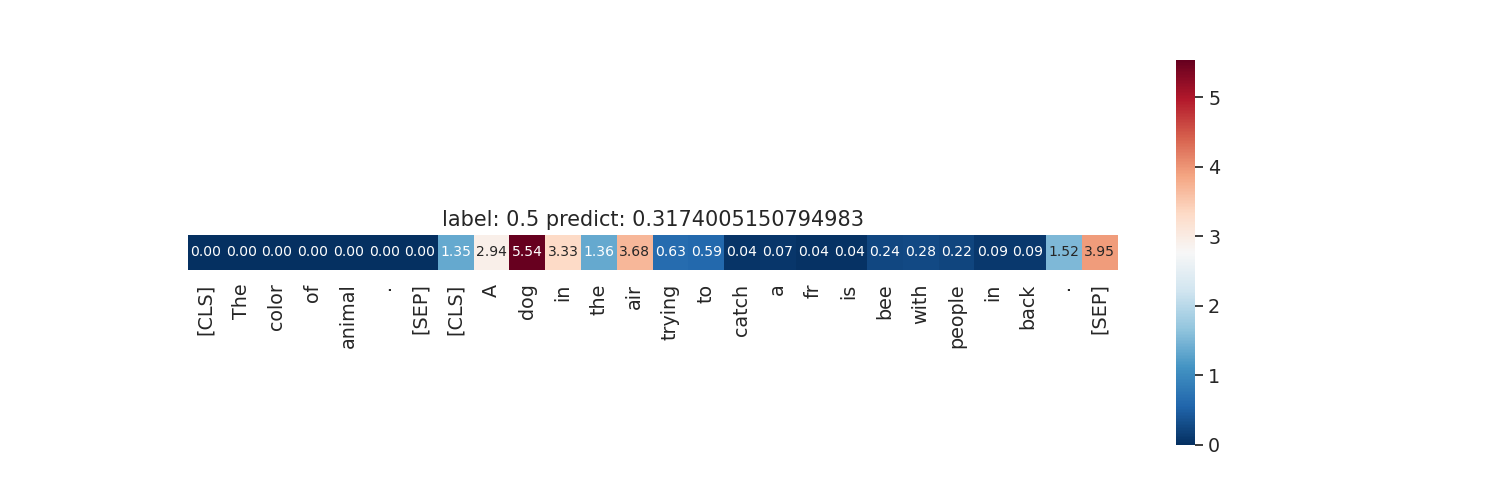 label: 0.5 predict: 0.3174005150794983
0.00 0.00 0.00 0.00 0.00 0.00 0.00 1.35 2.94 5.54 3.33 1.36 3.68 0.63 0.59 0.04 0.07 0.04 0.04 0.24 0.28 0.22 0.09 0.09 1.52 3.95
[CLS] The color of animal . [SEP] [CLS] A dog in the air trying to catch a fr is bee with people in back . [SEP]
5
4
3
2
1
0